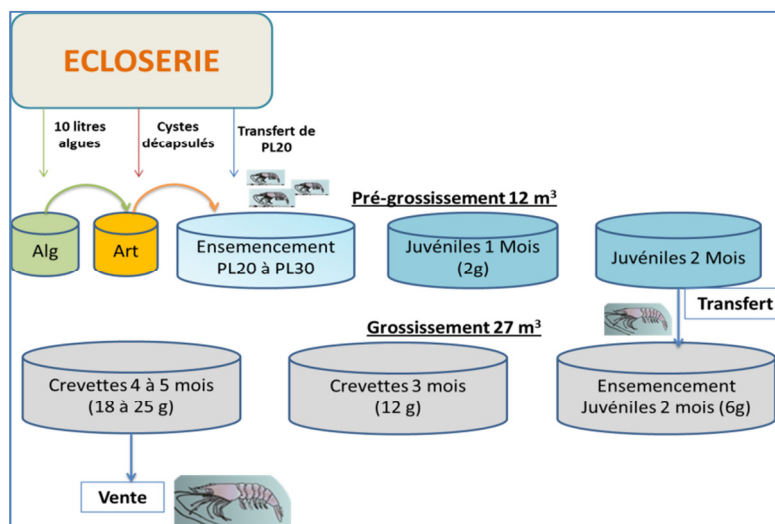 ECLOSERIE
10 litres
algues
Cystes
décapsulés
Transfert de
PL20
Pré-grossissement 12 m³
Alg
Art
Ensemencement
PL20 à PL30
Juvéniles 1 Mois
(2g)
Juvéniles 2 Mois
Transfert
Grossissement 27 m³
Crevettes 4 à 5 mois
(18 à 25 g)
Crevettes 3 mois
(12 g)
Ensemencement
Juvéniles 2 mois (6g)
Vente